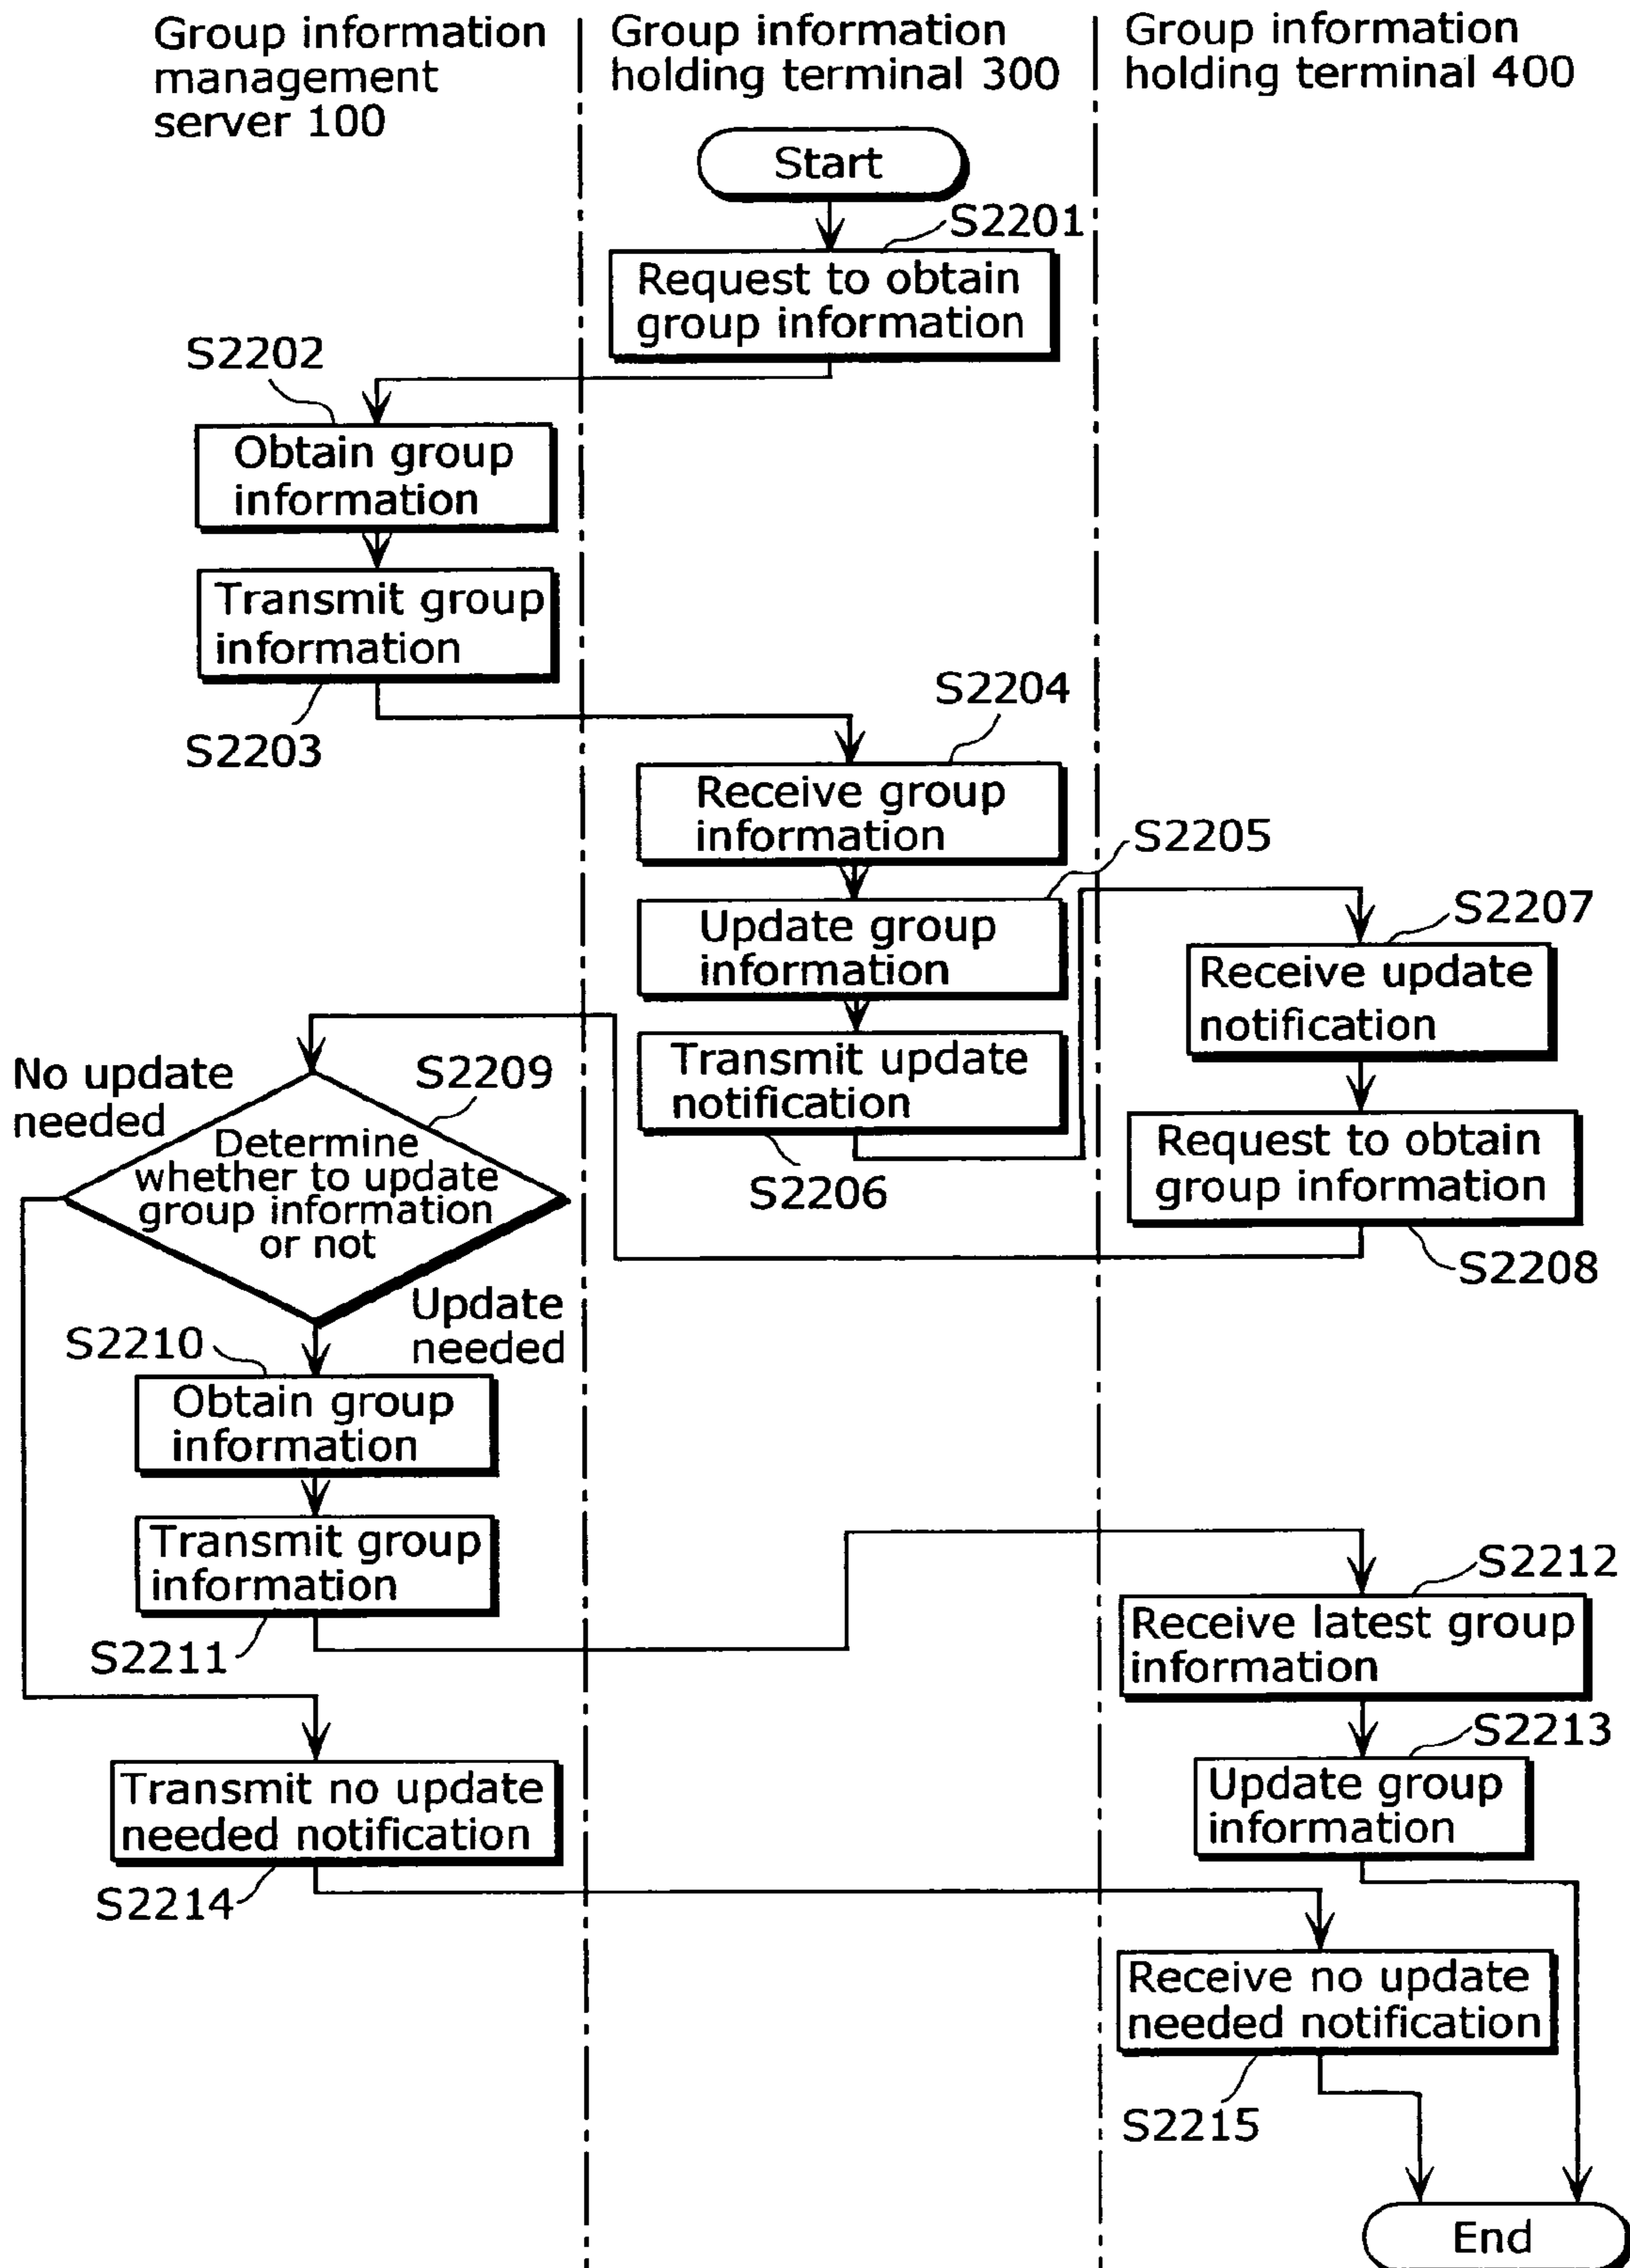 Group information
management
server 100
Group information
holding terminal 300
Group information
holding terminal 400
Start
S2201
Request to obtain
group information
S2202
Obtain group
information
Transmit group
information
S2203
S2204
Receive group
information
S2205
Update group
information
S2207
Receive update
notification
Transmit update
notification
S2206
Request to obtain
group information
S2208
No update
needed
S2209
Determine
whether to update
group information
or not
Update
needed
S2210
Obtain group
information
Transmit group
information
S2211
S2212
Receive latest group
information
S2213
Update group
information
Transmit no update
needed notification
S2214
Receive no update
needed notification
S2215
End